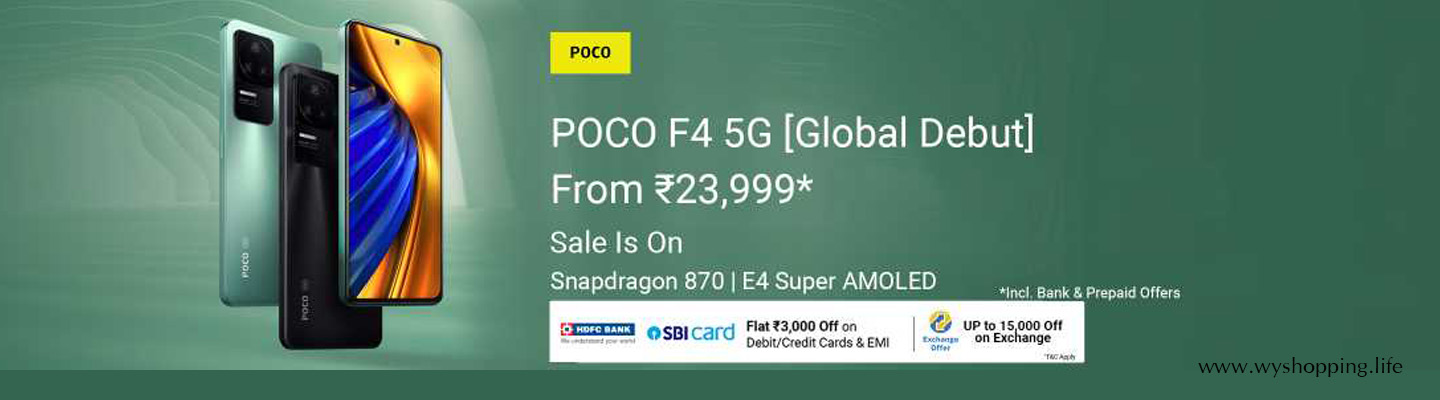 POCO
POCO F4 5G [Global Debut]
From ₹23,999*
Sale Is On
Snapdragon 870 | E4 Super AMOLED
*Incl. Bank & Prepaid Offers
HDFC BANK
We understand your world
SBI card
Flat ₹3,000 Off on
Debit/Credit Cards & EMI
Exchange
Offer
UP to 15,000 Off
on Exchange
*T&C Apply
www.wyshopping.life
POCO
POCO